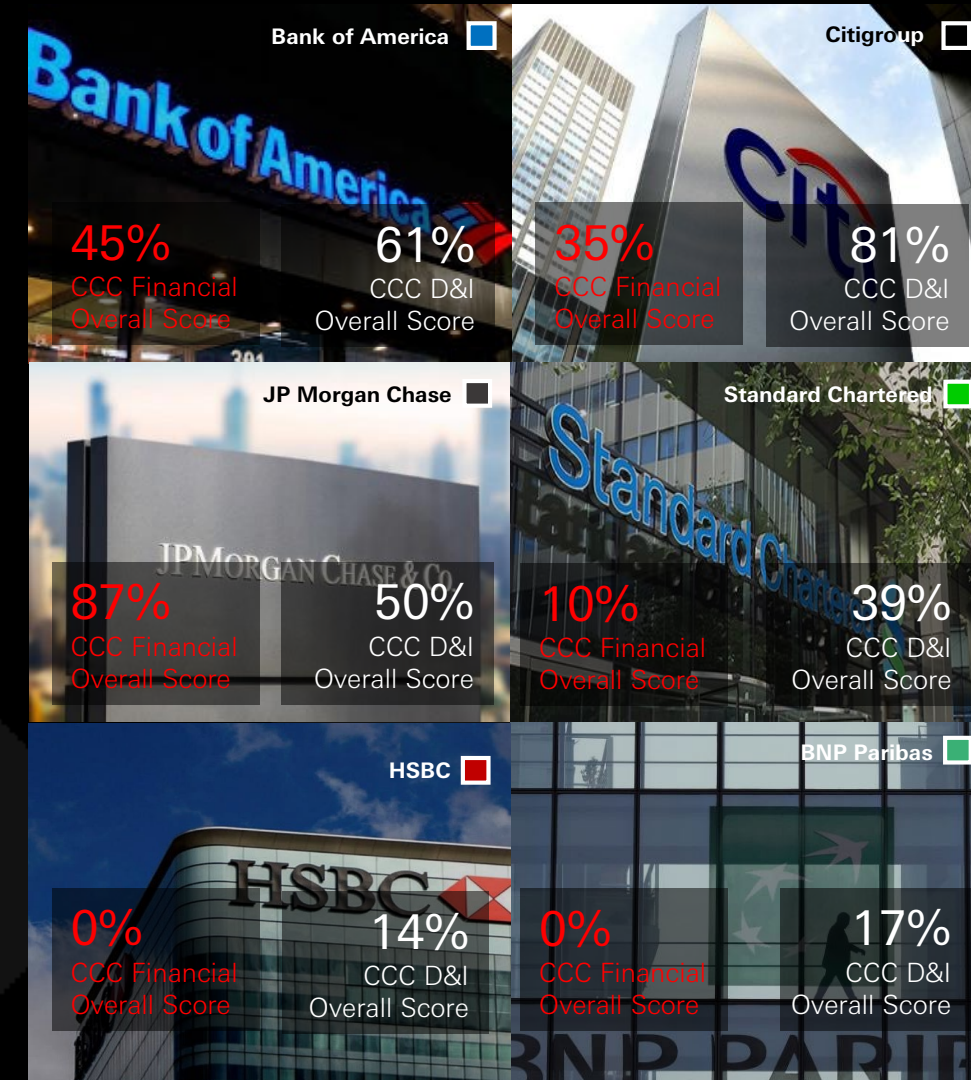 Bank of America
Citigroup
Bank of America
citi
45%
CCC Financial
Overall Score
61%
CCC D&I
Overall Score
35%
CCC Financial
Overall Score
81%
CCC D&I
Overall Score
301
JP Morgan Chase
Standard Chartered
JPMORGAN CHASE & CO.
Standard Chartered
87%
CCC Financial
Overall Score
50%
CCC D&I
Overall Score
10%
CCC Financial
Overall Score
39%
CCC D&I
Overall Score
HSBC
BNP Paribas
HSBC
0%
CCC Financial
Overall Score
14%
CCC D&I
Overall Score
0%
CCC Financial
Overall Score
17%
CCC D&I
Overall Score
BNP PARIB